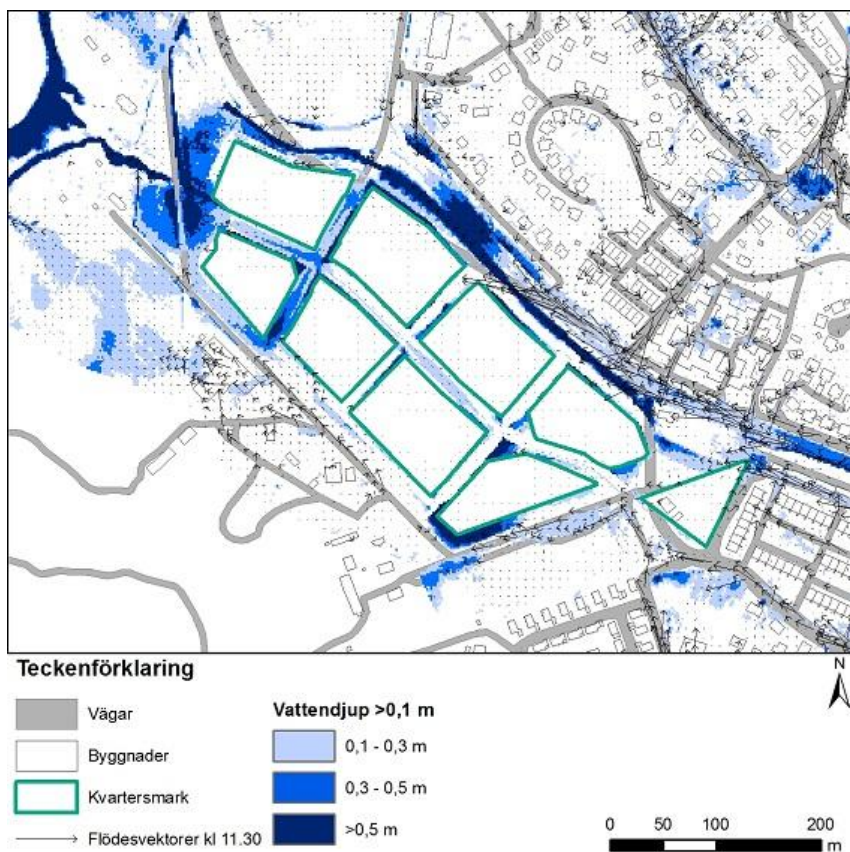 Teckenförklaring
Vägar
Byggnader
Kvartersmark
Flödesvektorer kl 11.30
Vattendjup >0,1 m
0,1 - 0,3 m
0,3 - 0,5 m
>0,5 m
N
0 50 100 200
m